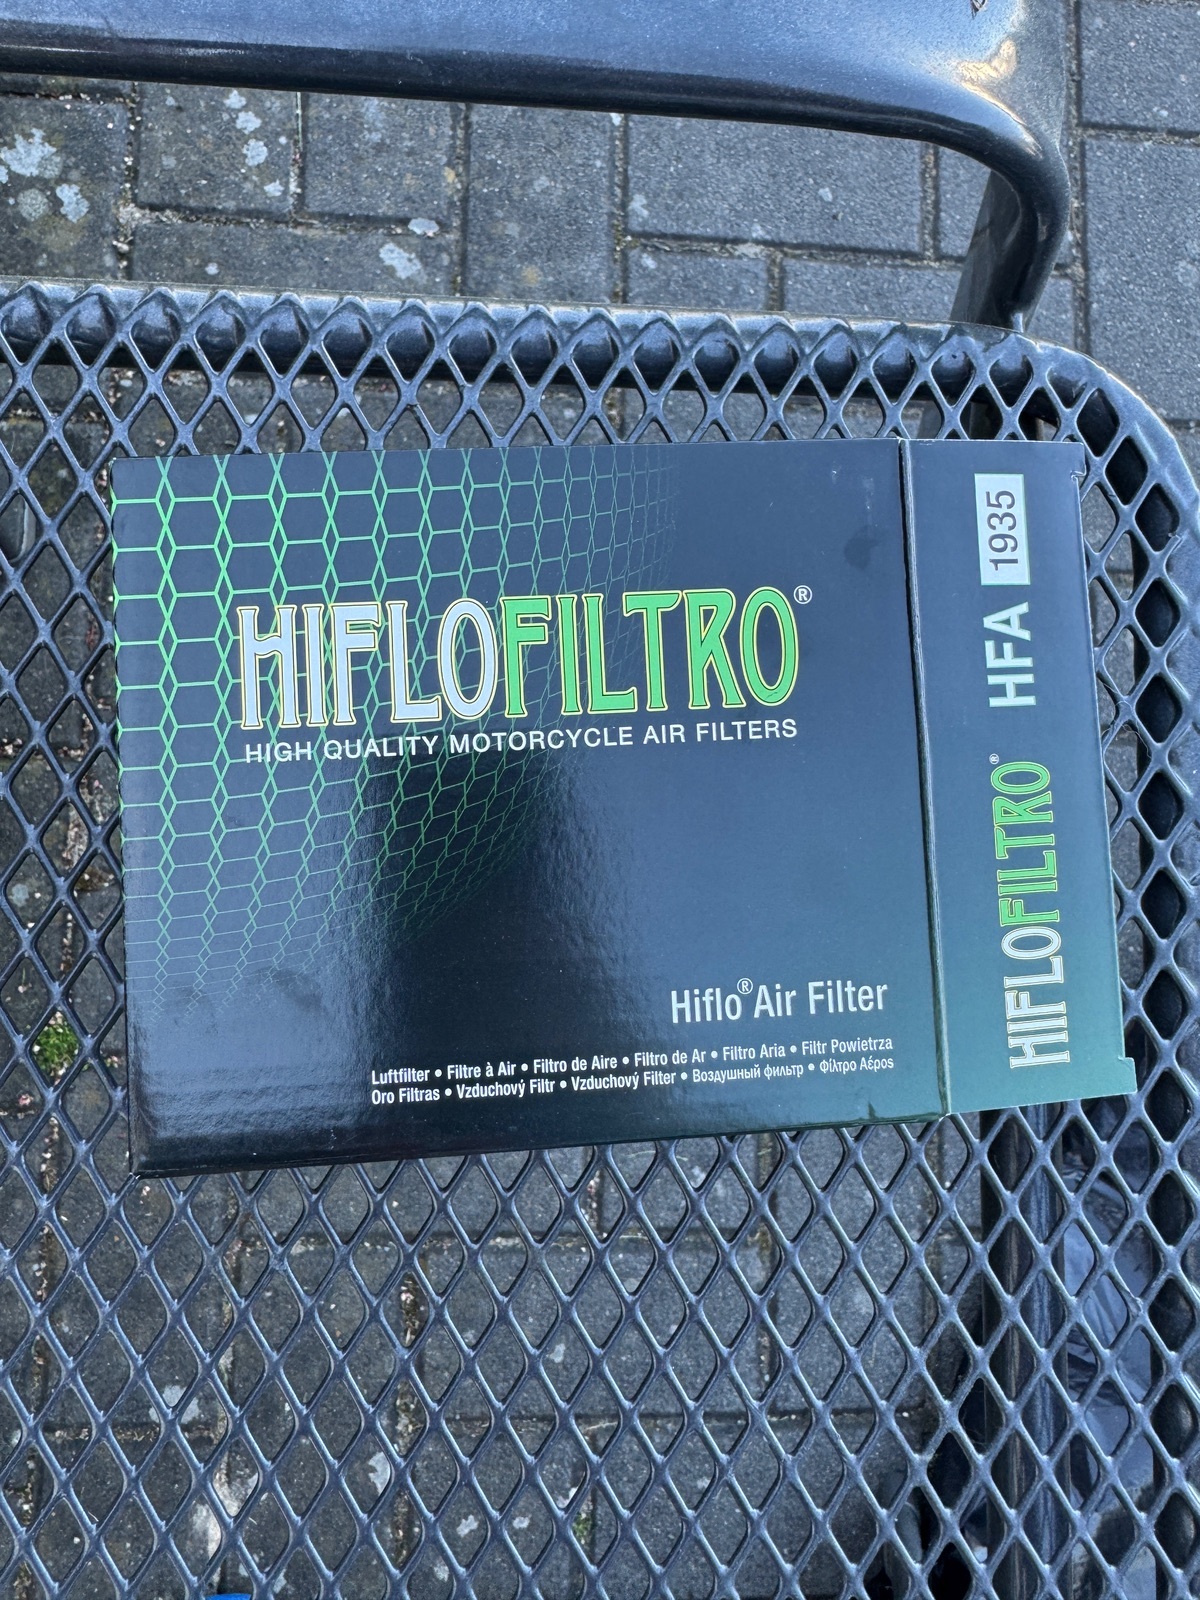 HIFLOFILTRO®
HIGH QUALITY MOTORCYCLE AIR FILTERS
Hiflo® Air Filter
Luftfilter • Filtre à Air • Filtro de Aire • Filtro de Ar • Filtro Aria • Filtr Powietrza
Oro Filtras • Vzduchový Filtr • Vzduchový Filter • Воздушный фильтр • Φίλτρο Αέρος
HIFLOFILTRO® HFA 1935